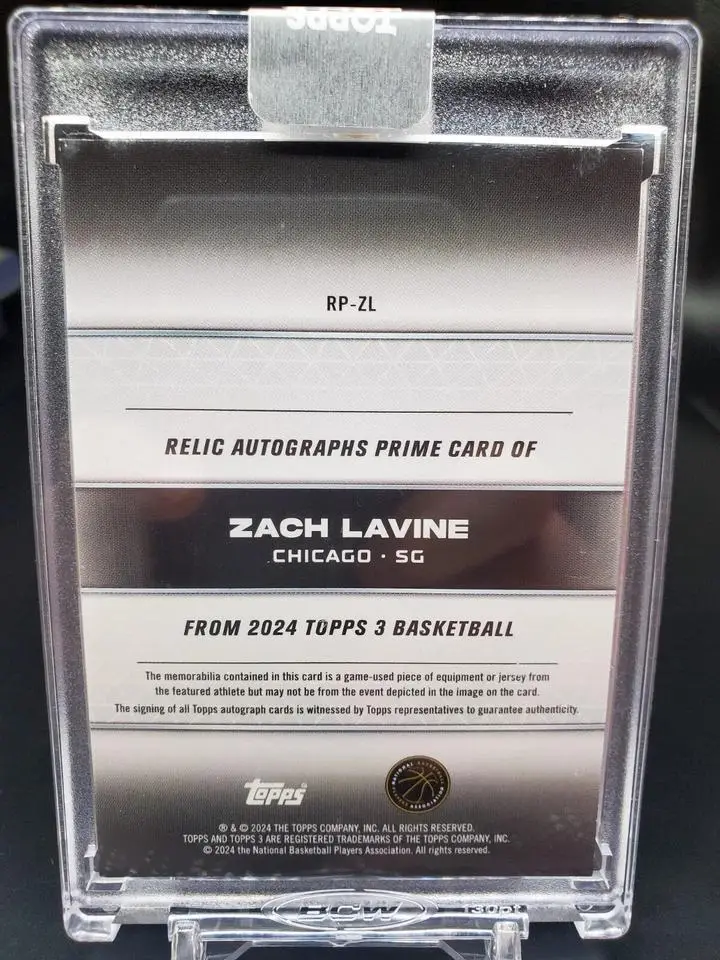 TOPPS
RP-ZL
RELIC AUTOGRAPHS PRIME CARD OF
ZACH LAVINE
CHICAGO · SG
FROM 2024 TOPPS 3 BASKETBALL
The memorabilia contained in this card is a game-used piece of equipment or jersey from
the featured athlete but may not be from the event depicted in the image on the card.
The signing of all Topps autograph cards is witnessed by Topps representatives to guarantee authenticity.
topps®
NATIONAL BASKETBALL PLAYERS ASSOCIATION
® & © 2024 THE TOPPS COMPANY, INC. ALL RIGHTS RESERVED.
TOPPS AND TOPPS 3 ARE REGISTERED TRADEMARKS OF THE TOPPS COMPANY, INC.
© 2024 the National Basketball Players Association. All rights reserved.
BCW 130pt